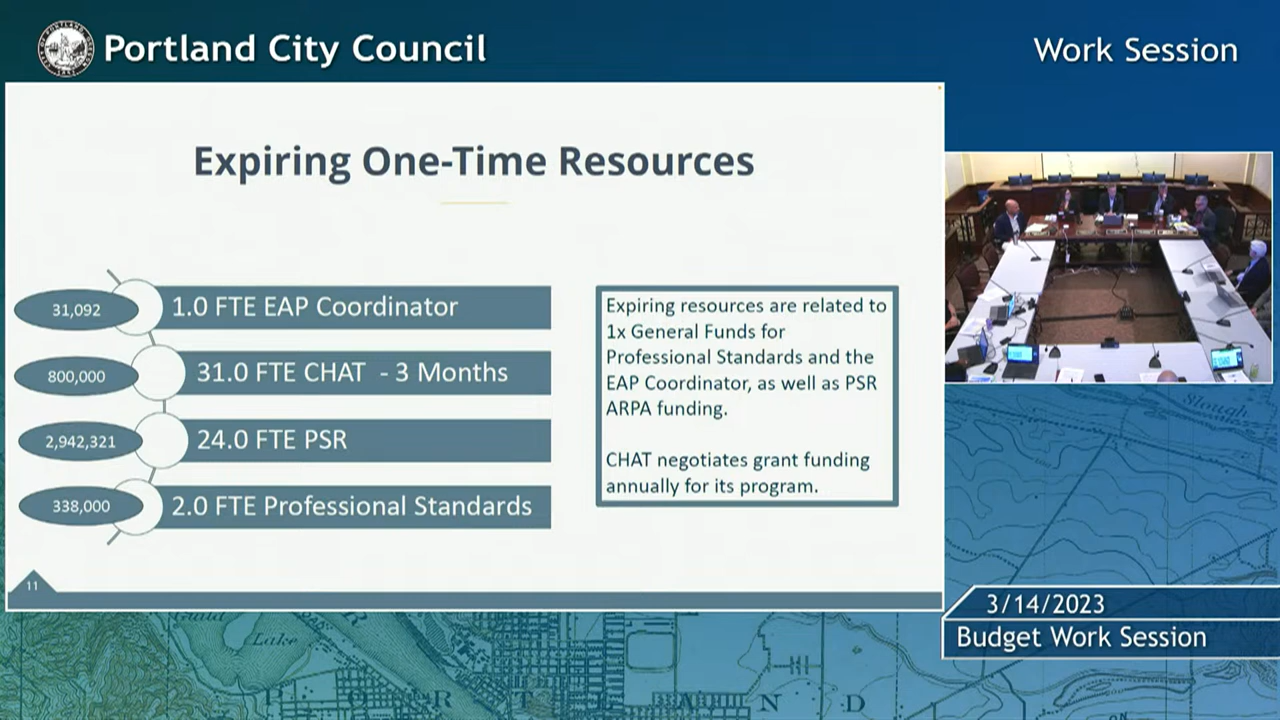 Portland City Council
Work Session
Expiring One-Time Resources
31,092
1.0 FTE EAP Coordinator
800,000
31.0 FTE CHAT - 3 Months
2,942,321
24.0 FTE PSR
338,000
2.0 FTE Professional Standards
Expiring resources are related to
1x General Funds for
Professional Standards and the
EAP Coordinator, as well as PSR
ARPA funding.
CHAT negotiates grant funding
annually for its program.
11
3/14/2023
Budget Work Session
Slough
Guild
Lake
P O R T L A N D